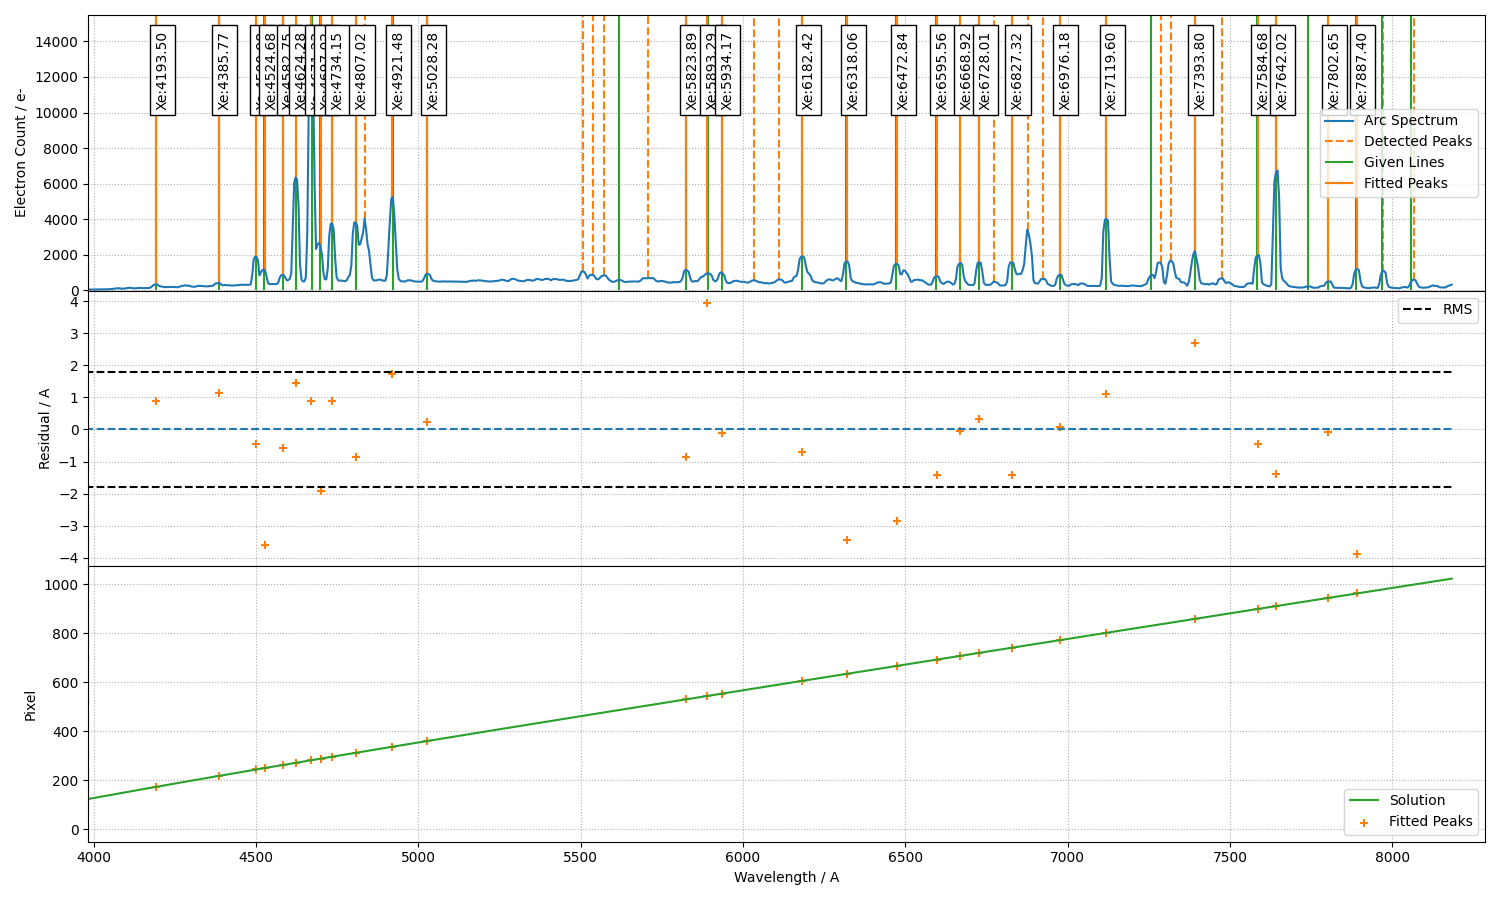 14000
12000
10000
8000
6000
4000
2000
0
Electron Count / e-
Xe:4193.50
Xe:4385.77
Xe:4524.68
Xe:4582.75
Xe:4624.28
Xe:4734.15
Xe:4807.02
Xe:4921.48
Xe:5028.28
Xe:5823.89
Xe:5893.29
Xe:5934.17
Xe:6182.42
Xe:6318.06
Xe:6472.84
Xe:6595.56
Xe:6668.92
Xe:6728.01
Xe:6827.32
Xe:6976.18
Xe:7119.60
Xe:7393.80
Xe:7584.68
Xe:7642.02
Xe:7802.65
Xe:7887.40
Arc Spectrum
Detected Peaks
Given Lines
Fitted Peaks
4
3
2
1
0
−1
−2
−3
−4
Residual / A
RMS
1000
800
600
400
200
0
Pixel
Solution
Fitted Peaks
4000 4500 5000 5500 6000 6500 7000 7500 8000
Wavelength / A